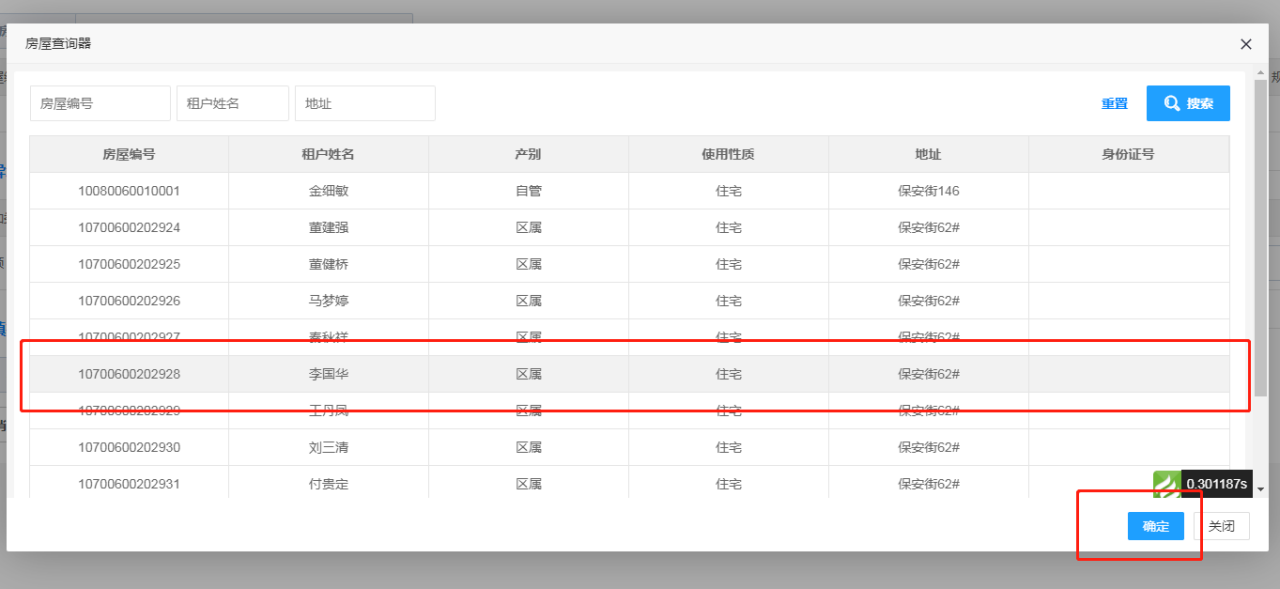 房屋查询器
房屋编号 租户姓名 地址 重置 搜索
房屋编号 租户姓名 产别 使用性质 地址 身份证号
10080060010001 金细敏 自管 住宅 保安街146
10700600202924 董建强 区属 住宅 保安街62#
10700600202925 董健桥 区属 住宅 保安街62#
10700600202926 马梦婷 区属 住宅 保安街62#
10700600202927 秦秋祥 区属 住宅 保安街62#
10700600202928 李国华 区属 住宅 保安街62#
10700600202929 王丹凤 区属 住宅 保安街62#
10700600202930 刘三清 区属 住宅 保安街62#
10700600202931 付贵定 区属 住宅 保安街62#
0.301187s
确定 关闭